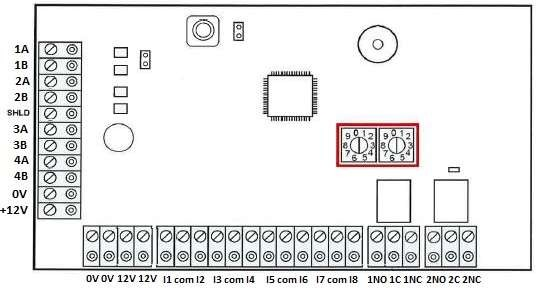 1A
1B
2A
2B
SHLD
3A
3B
4A
4B
0V
+12V
9 0 1 2 3 4 5 6 7 8
9 0 1 2 3 4 5 6 7 8
0V 0V 12V 12V I1 com I2 I3 com I4 I5 com I6 I7 com I8 1NO 1C 1NC 2NO 2C 2NC